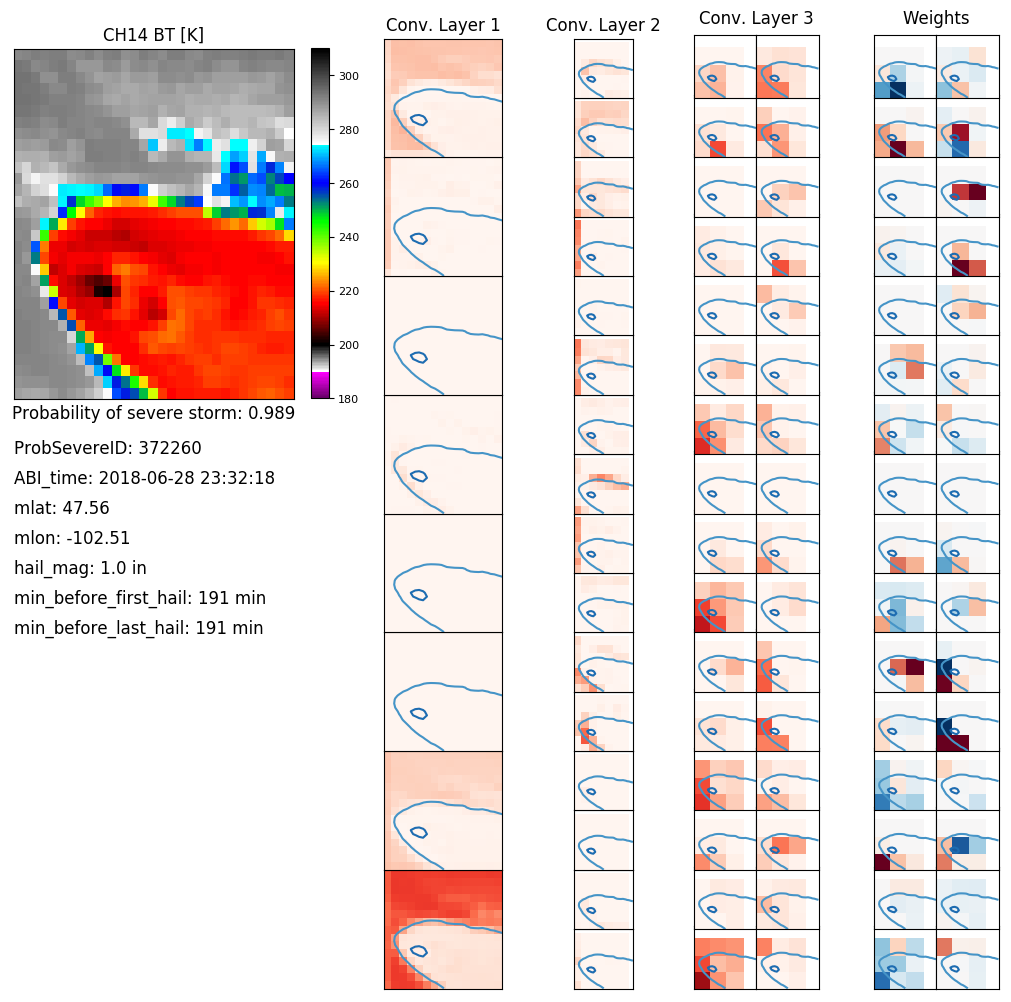 CH14 BT [K]
Conv. Layer 1
Conv. Layer 2
Conv. Layer 3
Weights
300
280
260
240
220
200
180
Probability of severe storm: 0.989
ProbSevereID: 372260
ABI_time: 2018-06-28 23:32:18
mlat: 47.56
mlon: -102.51
hail_mag: 1.0 in
min_before_first_hail: 191 min
min_before_last_hail: 191 min